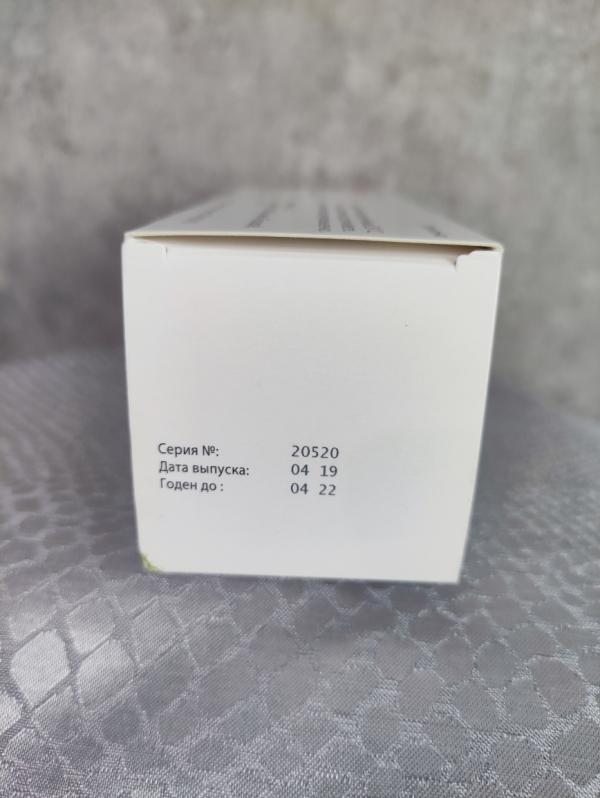 Серия №: 20520
Дата выпуска: 04 19
Годен до : 04 22